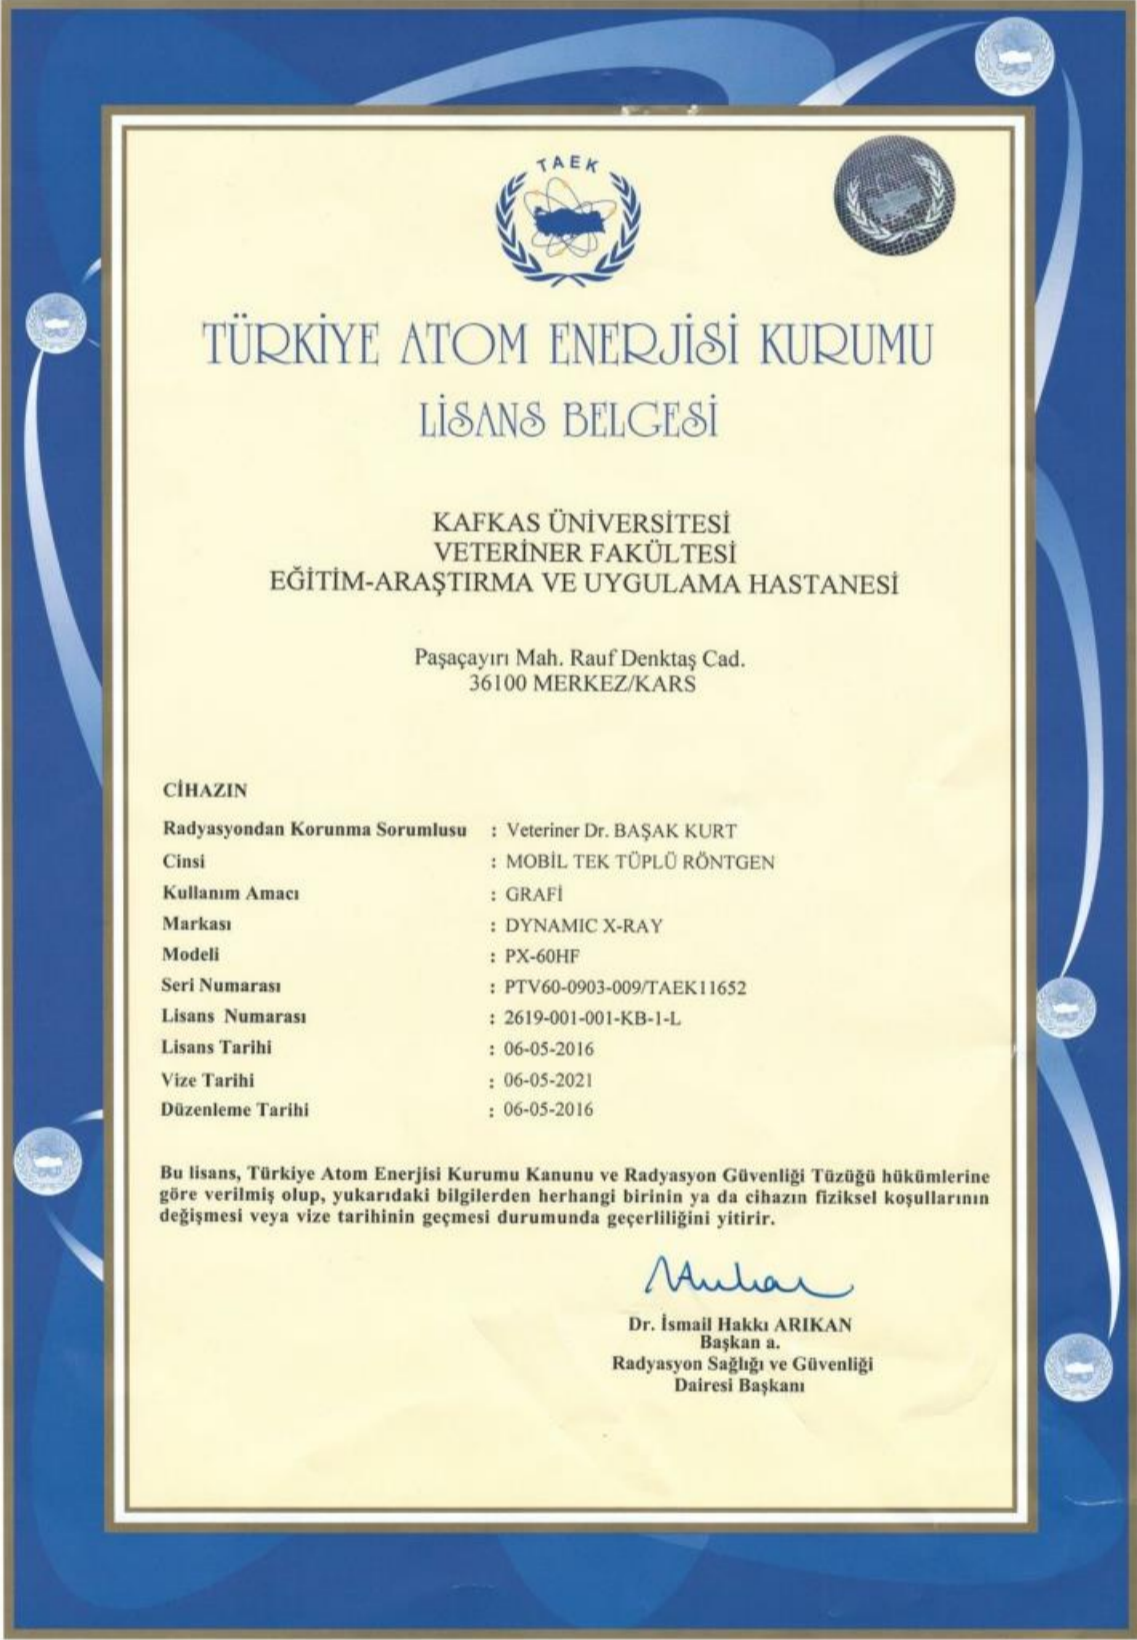 TAEK
TÜRKİYE ATOM ENERJİSİ KURUMU
LİSANS BELGESİ
KAFKAS ÜNİVERSİTESİ
VETERİNER FAKÜLTESİ
EĞİTİM-ARAŞTIRMA VE UYGULAMA HASTANESİ
Paşaçayırı Mah. Rauf Denktaş Cad.
36100 MERKEZ/KARS
CİHAZIN
Radyasyondan Korunma Sorumlusu : Veteriner Dr. BAŞAK KURT
Cinsi : MOBİL TEK TÜPLÜ RÖNTGEN
Kullanım Amacı : GRAFİ
Markası : DYNAMIC X-RAY
Modeli : PX-60HF
Seri Numarası : PTV60-0903-009/TAEK11652
Lisans Numarası : 2619-001-001-KB-1-L
Lisans Tarihi : 06-05-2016
Vize Tarihi : 06-05-2021
Düzenleme Tarihi : 06-05-2016
Bu lisans, Türkiye Atom Enerjisi Kurumu Kanunu ve Radyasyon Güvenliği Tüzüğü hükümlerine
göre verilmiş olup, yukarıdaki bilgilerden herhangi birinin ya da cihazın fiziksel koşullarının
değişmesi veya vize tarihinin geçmesi durumunda geçerliliğini yitirir.
Dr. İsmail Hakkı ARIKAN
Başkan a.
Radyasyon Sağlığı ve Güvenliği
Dairesi Başkanı